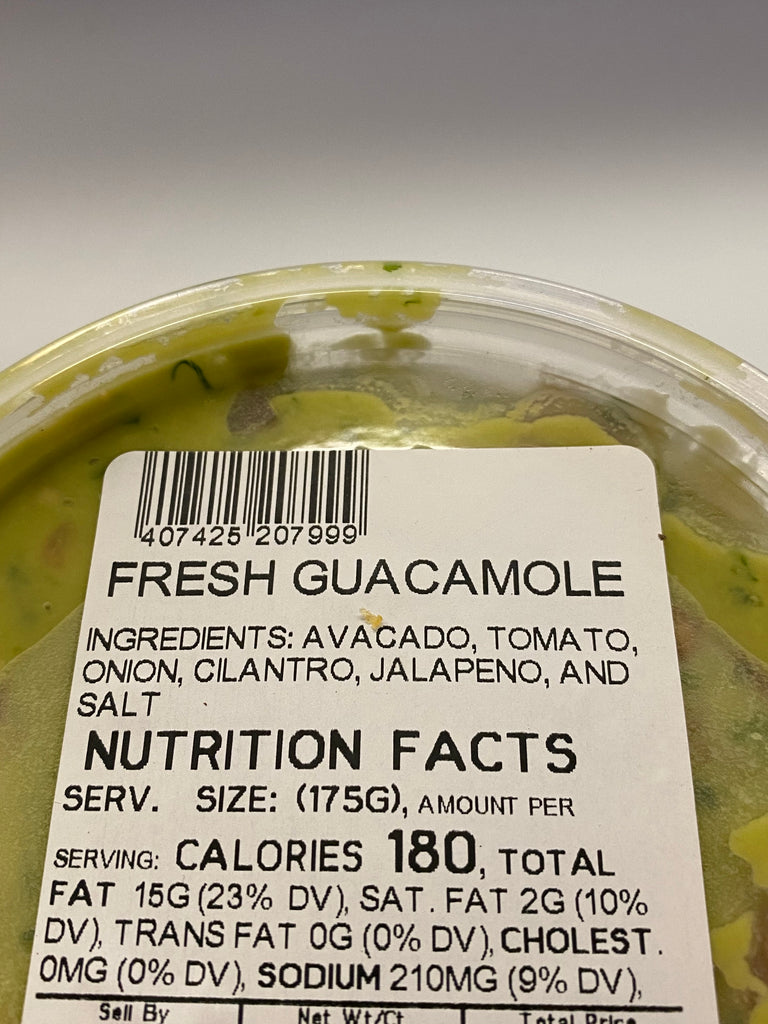 407425 207999
FRESH GUACAMOLE
INGREDIENTS: AVACADO, TOMATO,
ONION, CILANTRO, JALAPENO, AND
SALT
NUTRITION FACTS
SERV. SIZE: (175G), AMOUNT PER
SERVING: CALORIES 180, TOTAL
FAT 15G (23% DV), SAT. FAT 2G (10%
DV), TRANS FAT 0G (0% DV), CHOLEST.
0MG (0% DV), SODIUM 210MG (9% DV),
Sell By Net Wt/Ct Total Price